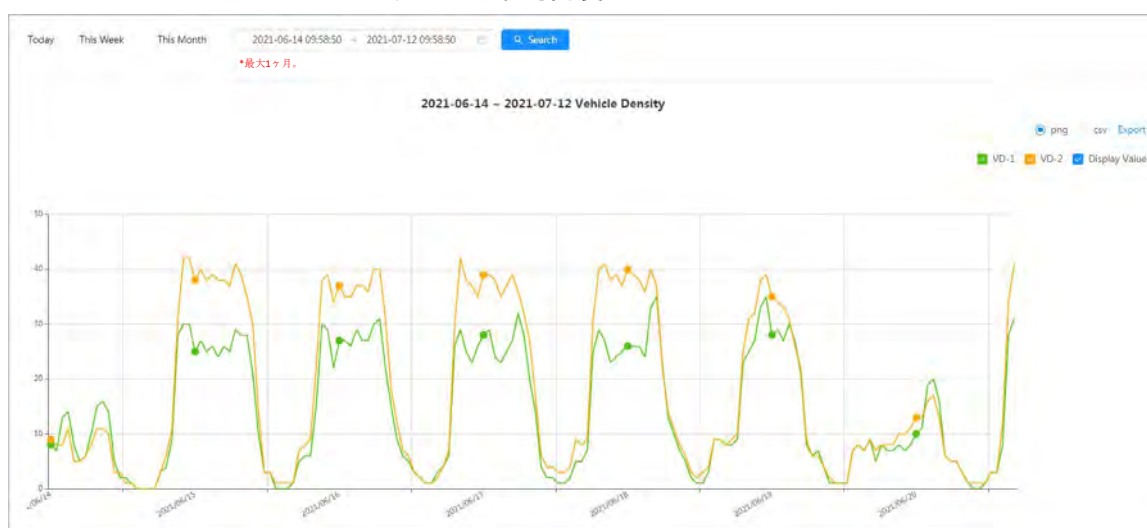 Today This Week This Month 2021-06-14 09:58:50 → 2021-07-12 09:58:50 Search
*最大1ヶ月。
2021-06-14 ~ 2021-07-12 Vehicle Density
png csv Export
VD-1 VD-2 Display Value
50
40
30
20
10
0
2021/06/15 2021/06/16 2021/06/17 2021/06/18 2021/06/19 2021/06/20